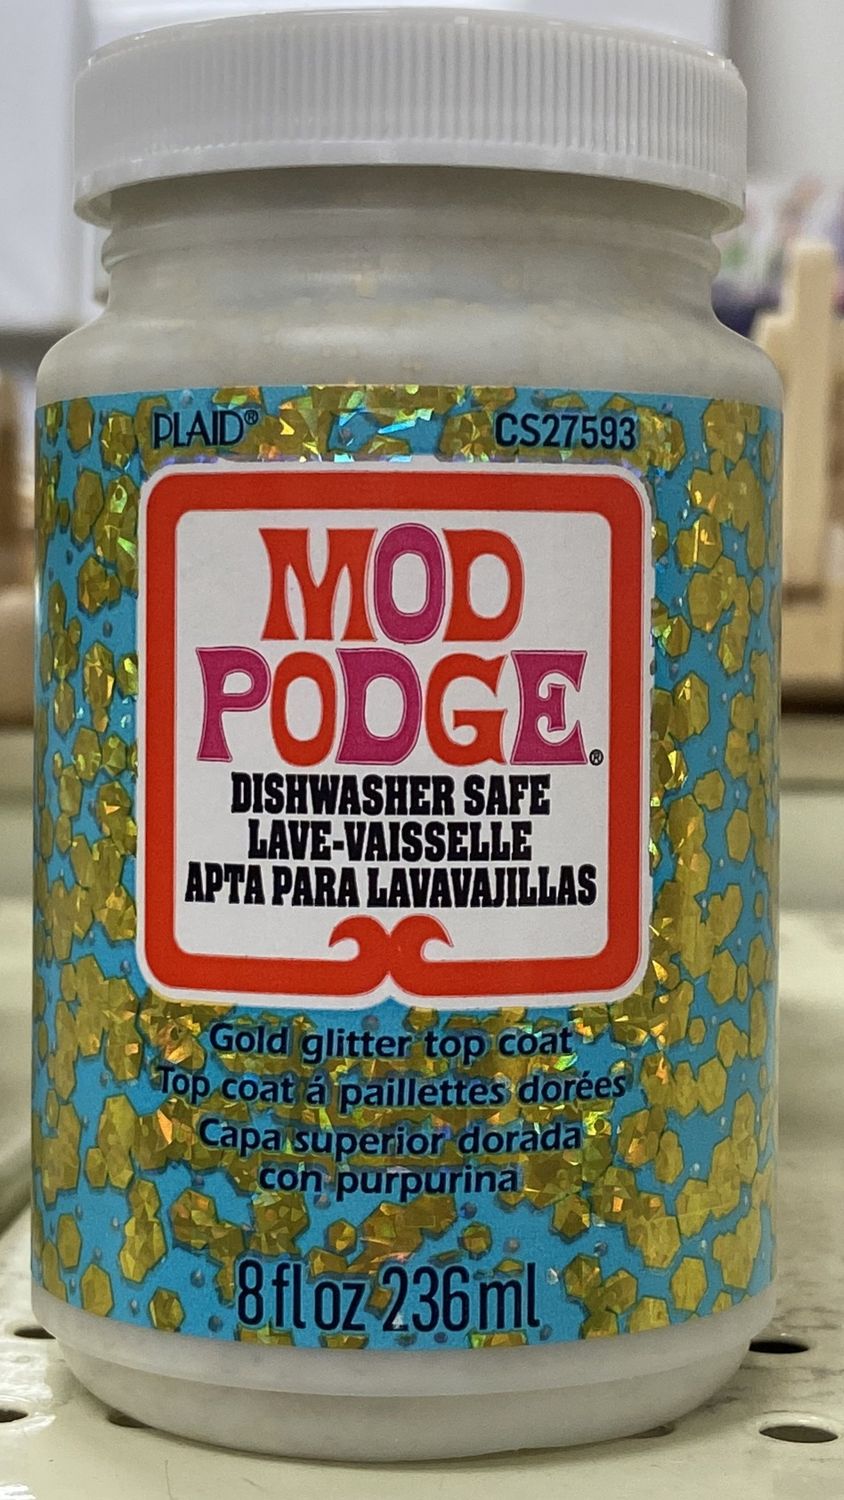 PLAID® CS27593
MOD
PODGE®
DISHWASHER SAFE
LAVE-VAISSELLE
APTA PARA LAVAVAJILLAS
Gold glitter top coat
Top coat á paillettes dorées
Capa superior dorada
con purpurina
8 fl oz 236 ml